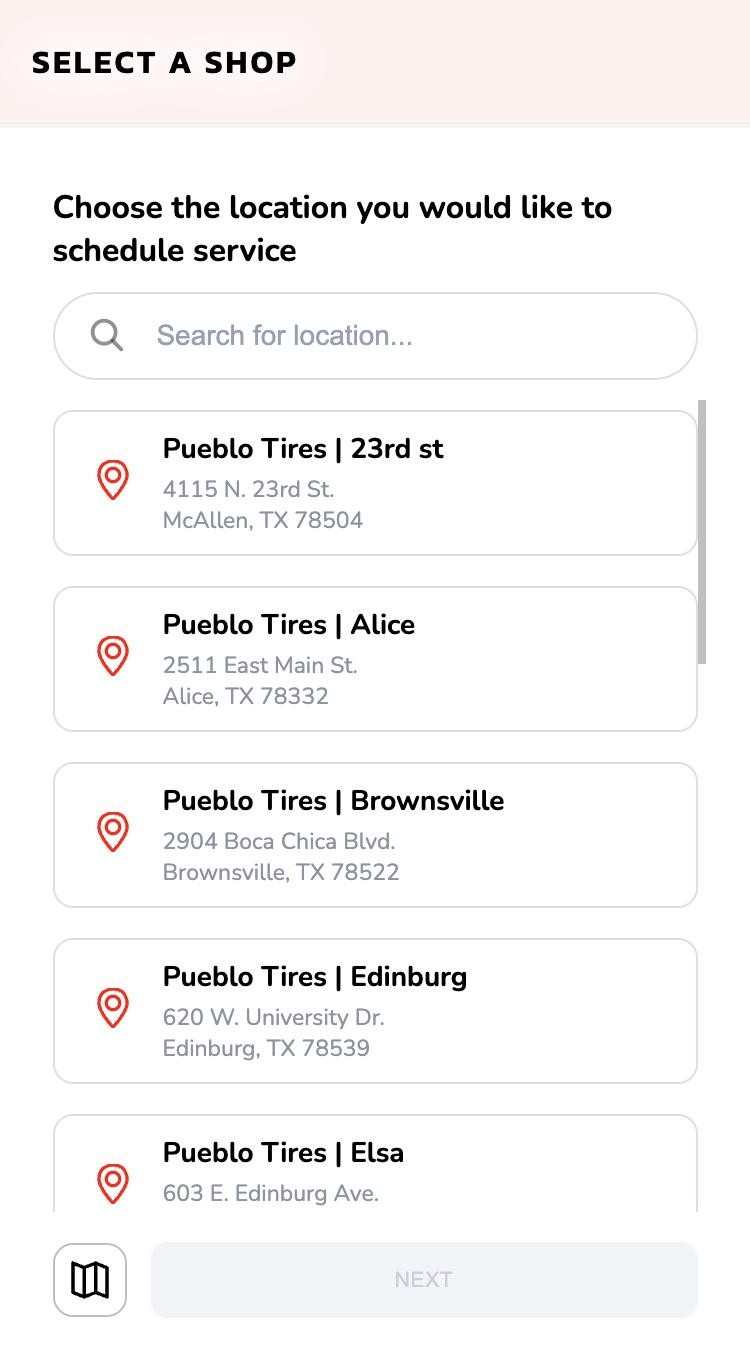 SELECT A SHOP
Choose the location you would like to
schedule service
Search for location...
Pueblo Tires | 23rd st
4115 N. 23rd St.
McAllen, TX 78504
Pueblo Tires | Alice
2511 East Main St.
Alice, TX 78332
Pueblo Tires | Brownsville
2904 Boca Chica Blvd.
Brownsville, TX 78522
Pueblo Tires | Edinburg
620 W. University Dr.
Edinburg, TX 78539
Pueblo Tires | Elsa
603 E. Edinburg Ave.
NEXT